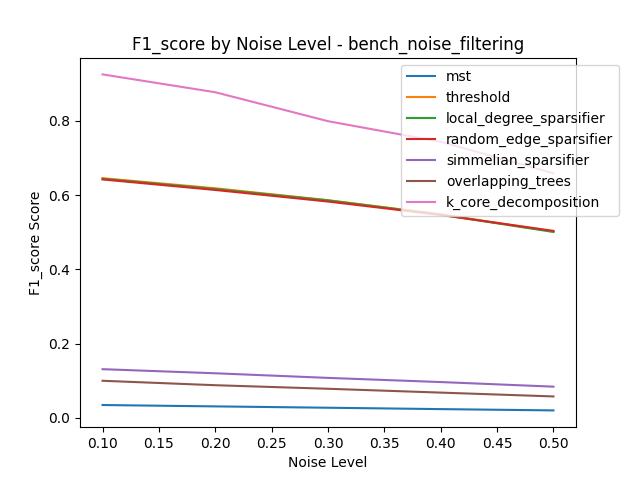 F1_score by Noise Level - bench_noise_filtering
mst
threshold
local_degree_sparsifier
random_edge_sparsifier
simmelian_sparsifier
overlapping_trees
k_core_decomposition
F1_score Score
0.8
0.6
0.4
0.2
0.0
0.10 0.15 0.20 0.25 0.30 0.35 0.40 0.45 0.50
Noise Level